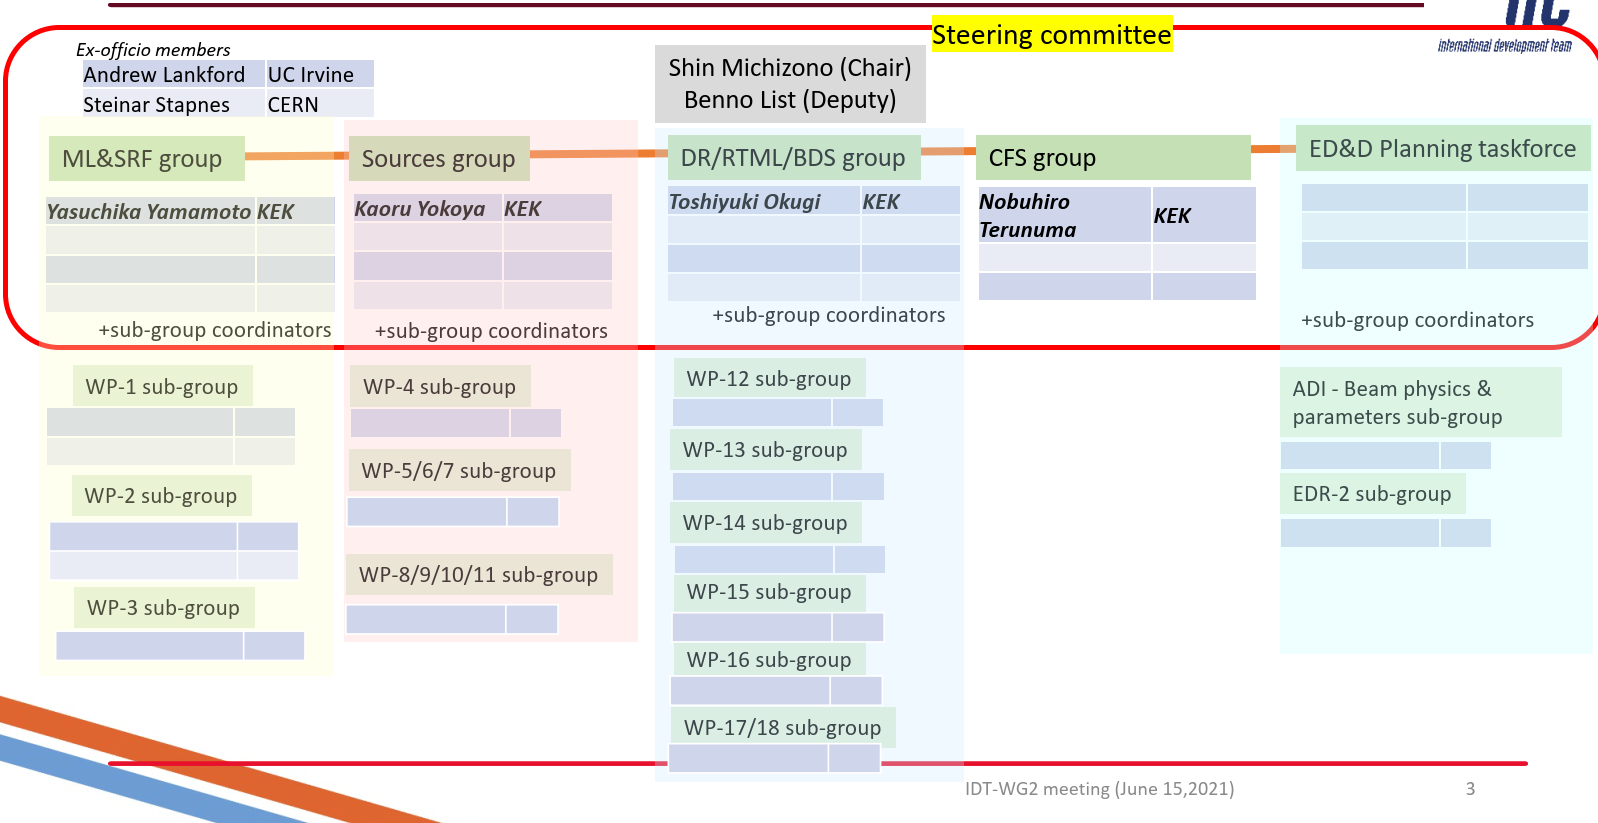 Steering committee
international development team
Ex-officio members
Andrew Lankford UC Irvine
Steinar Stapnes CERN
Shin Michizono (Chair)
Benno List (Deputy)
ML&SRF group
Yasuchika Yamamoto KEK
+sub-group coordinators
WP-1 sub-group
WP-2 sub-group
WP-3 sub-group
Sources group
Kaoru Yokoya KEK
+sub-group coordinators
WP-4 sub-group
WP-5/6/7 sub-group
WP-8/9/10/11 sub-group
DR/RTML/BDS group
Toshiyuki Okugi KEK
+sub-group coordinators
WP-12 sub-group
WP-13 sub-group
WP-14 sub-group
WP-15 sub-group
WP-16 sub-group
WP-17/18 sub-group
CFS group
Nobuhiro
Terunuma
KEK
ED&D Planning taskforce
+sub-group coordinators
ADI - Beam physics &
parameters sub-group
EDR-2 sub-group
IDT-WG2 meeting (June 15,2021)
3